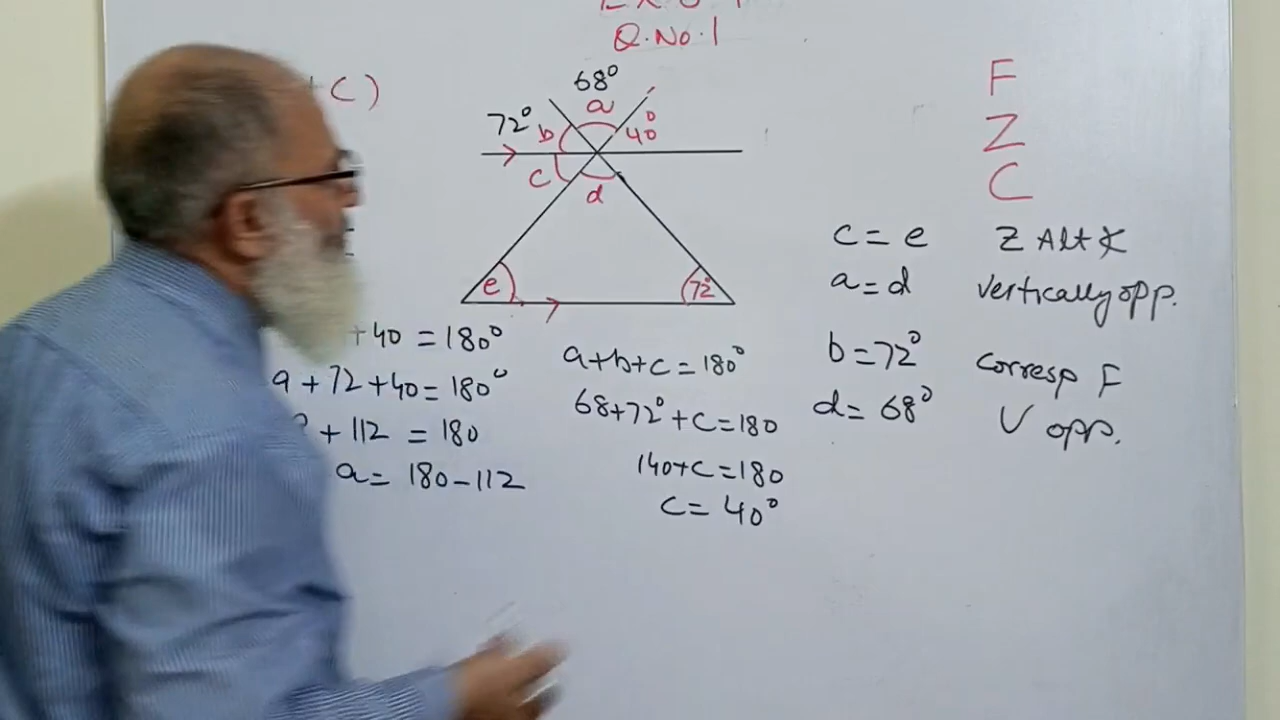 Q.No.1
+C)
68°
a
72°
b
40°
c
d
e
72°
F
Z
C
c = e Z Alt
a = d vertically opp.
b = 72° corresp F
d = 68° V opp.
+ 40 = 180°
a + 72 + 40 = 180°
+ 112 = 180
a = 180 - 112
a + b + c = 180°
68 + 72° + c = 180
140 + c = 180
c = 40°